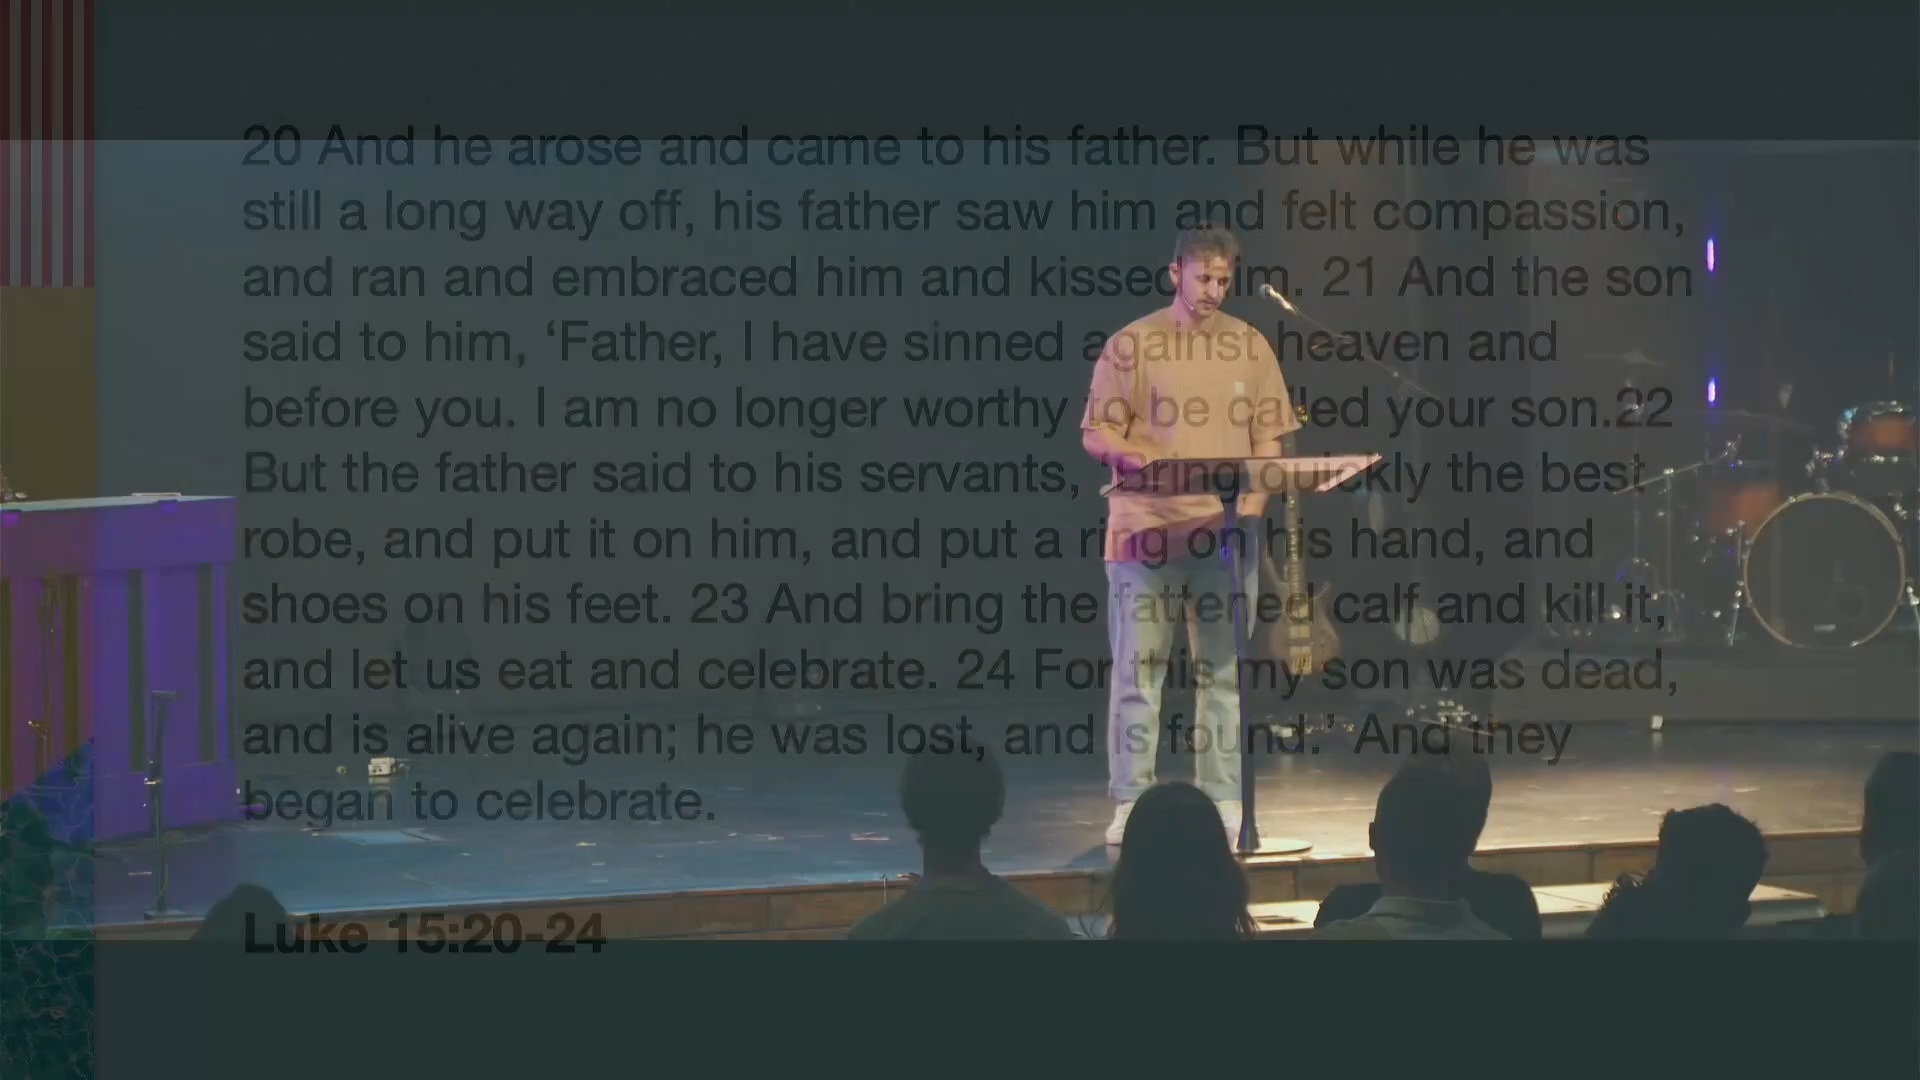 20 And he arose and came to his father. But while he was
still a long way off, his father saw him and felt compassion,
and ran and embraced him and kissed him. 21 And the son
said to him, ‘Father, I have sinned against heaven and
before you. I am no longer worthy to be called your son.22
But the father said to his servants, ‘Bring quickly the best
robe, and put it on him, and put a ring on his hand, and
shoes on his feet. 23 And bring the fattened calf and kill it,
and let us eat and celebrate. 24 For this my son was dead,
and is alive again; he was lost, and is found.’ And they
began to celebrate.
Luke 15:20-24